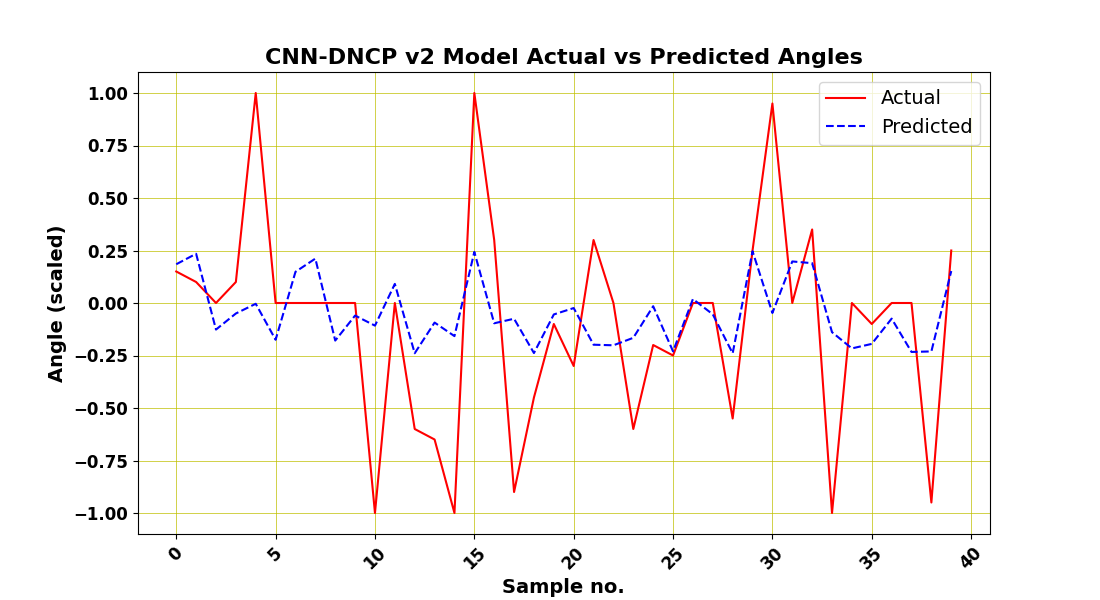 CNN-DNCP v2 Model Actual vs Predicted Angles
Actual
Predicted
1.00
0.75
0.50
0.25
0.00
−0.25
−0.50
−0.75
−1.00
Angle (scaled)
0 5 10 15 20 25 30 35 40
Sample no.